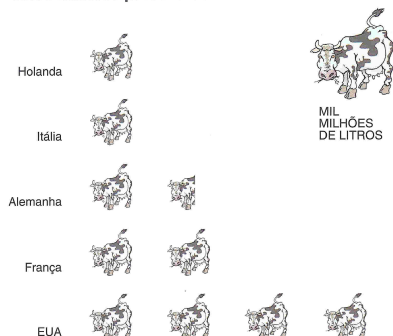 Holanda
MIL
MILHÕES
DE LITROS
Itália
Alemanha
França
EUA